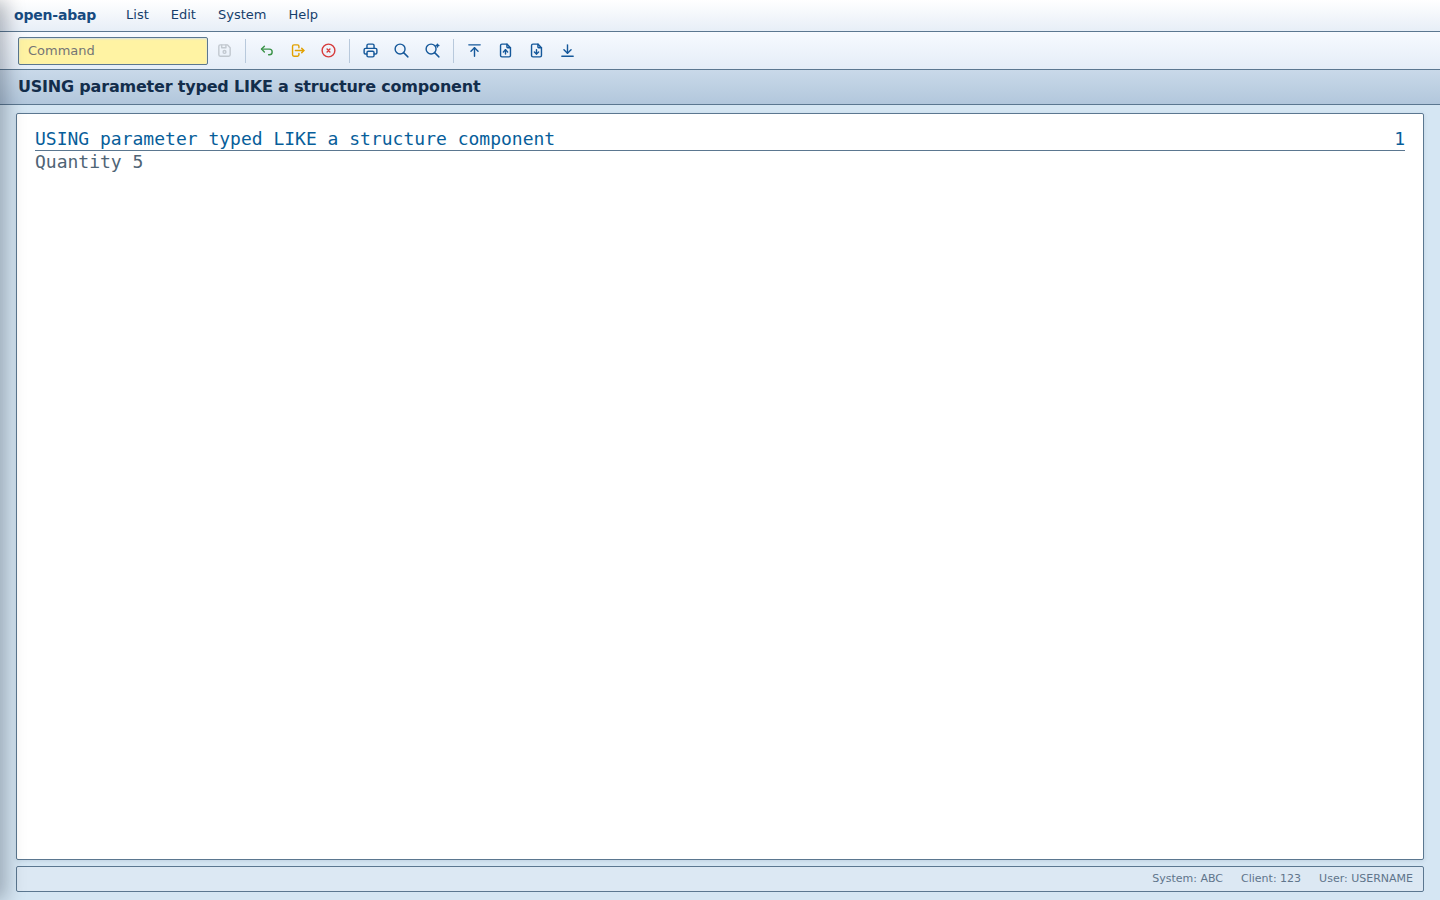 open-abap List Edit System Help
Command
USING parameter typed LIKE a structure component
USING parameter typed LIKE a structure component 1
Quantity 5
System: ABC Client: 123 User: USERNAME